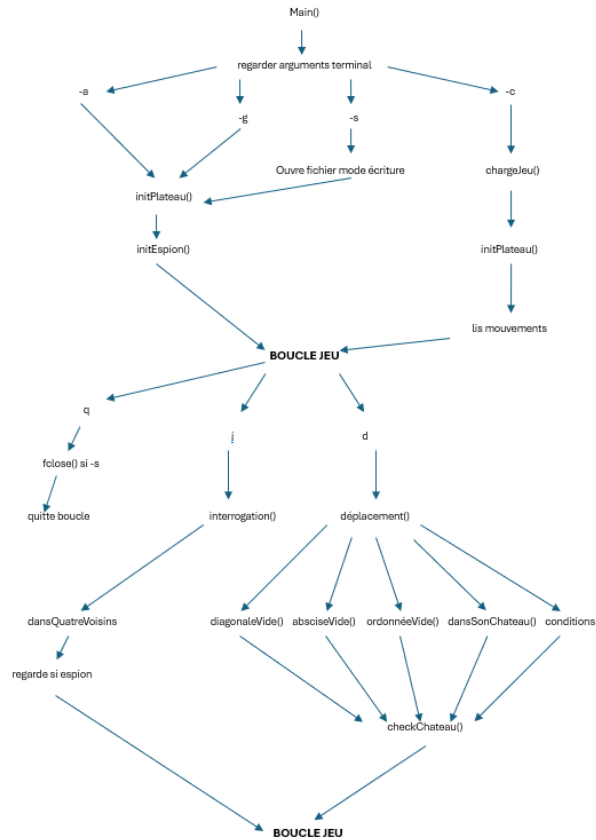 Main()
regarder arguments terminal
-a
-c
-g
-s
Ouvre fichier mode écriture
chargeJeu()
initPlateau()
initEspion()
initPlateau()
lis mouvements
BOUCLE JEU
q
i
d
fclose() si -s
quitte boucle
interrogation()
déplacement()
dansQuatreVoisins
diagonaleVide()
absciseVide()
ordonnéeVide()
dansSonChateau()
conditions
regarde si espion
checkChateau()
BOUCLE JEU